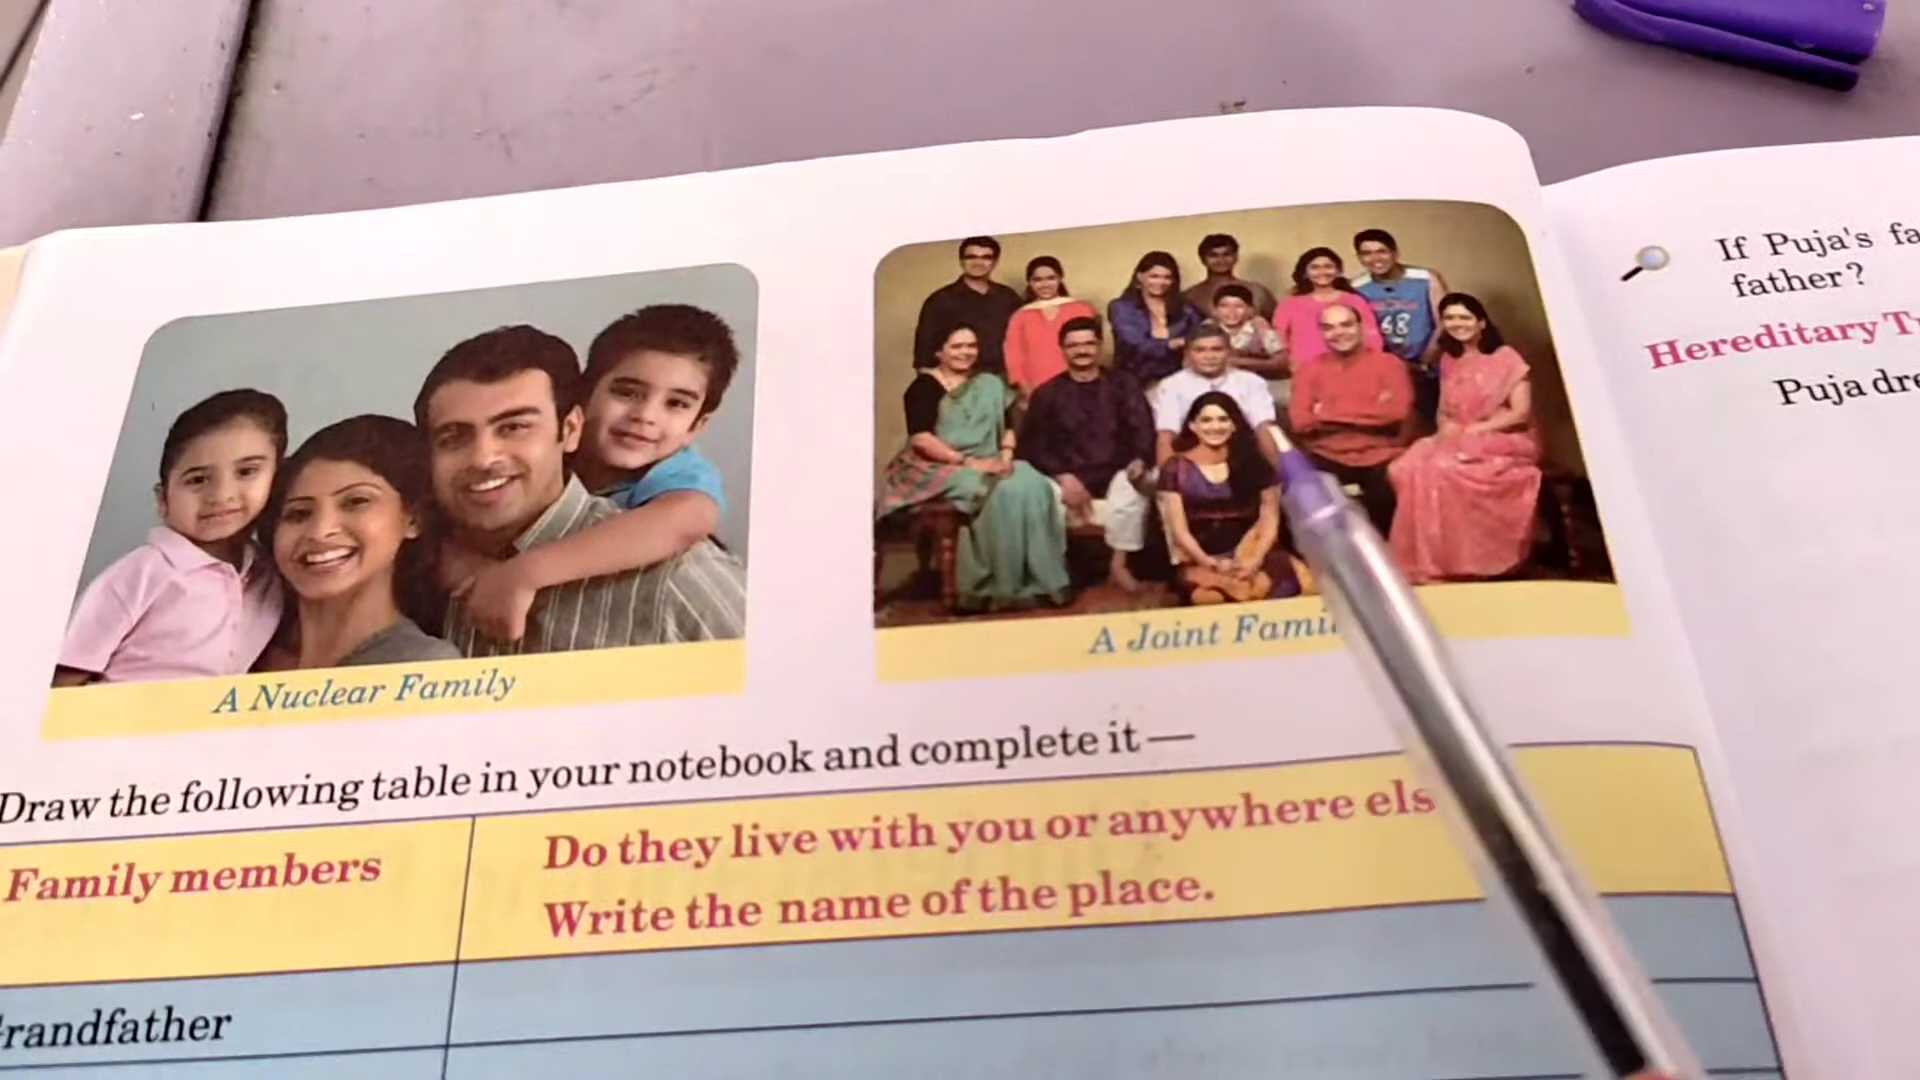 A Nuclear Family
A Joint Fami
Draw the following table in your notebook and complete it —
Family members
Do they live with you or anywhere els
Write the name of the place.
randfather
If Puja's fa
father?
Hereditary T
Puja dre
68